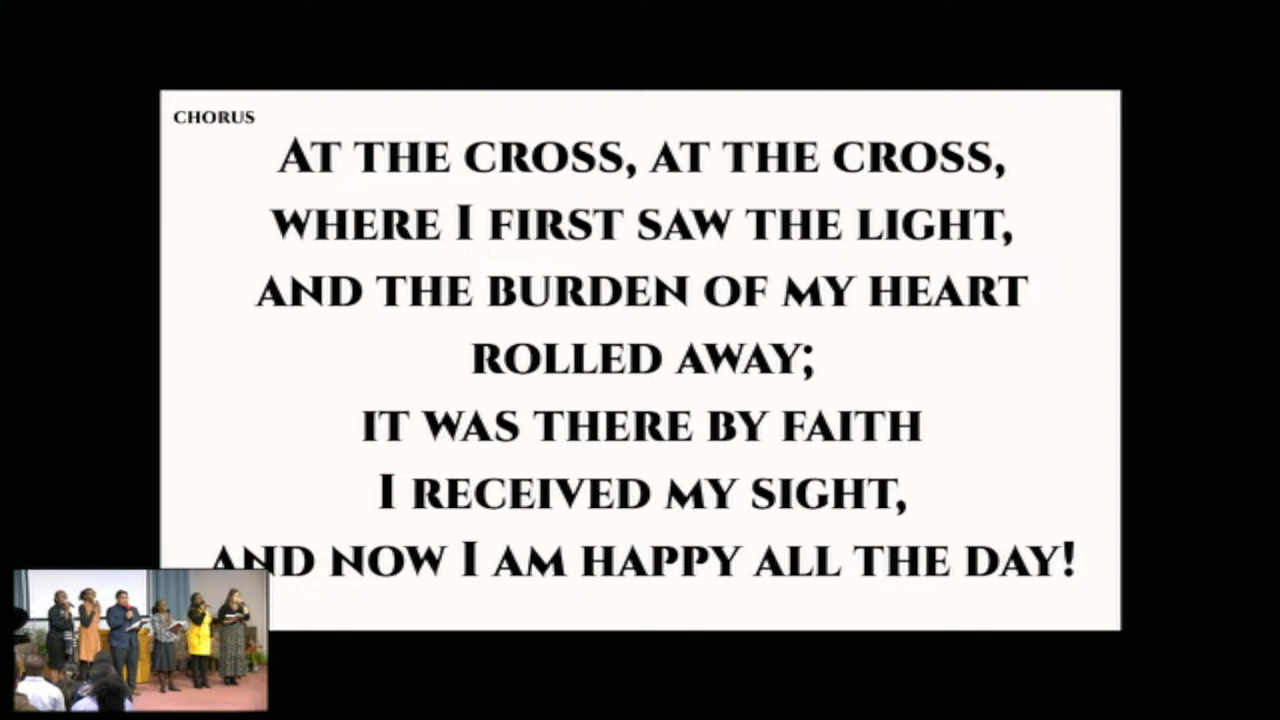 CHORUS
AT THE CROSS, AT THE CROSS,
WHERE I FIRST SAW THE LIGHT,
AND THE BURDEN OF MY HEART
ROLLED AWAY;
IT WAS THERE BY FAITH
I RECEIVED MY SIGHT,
AND NOW I AM HAPPY ALL THE DAY!